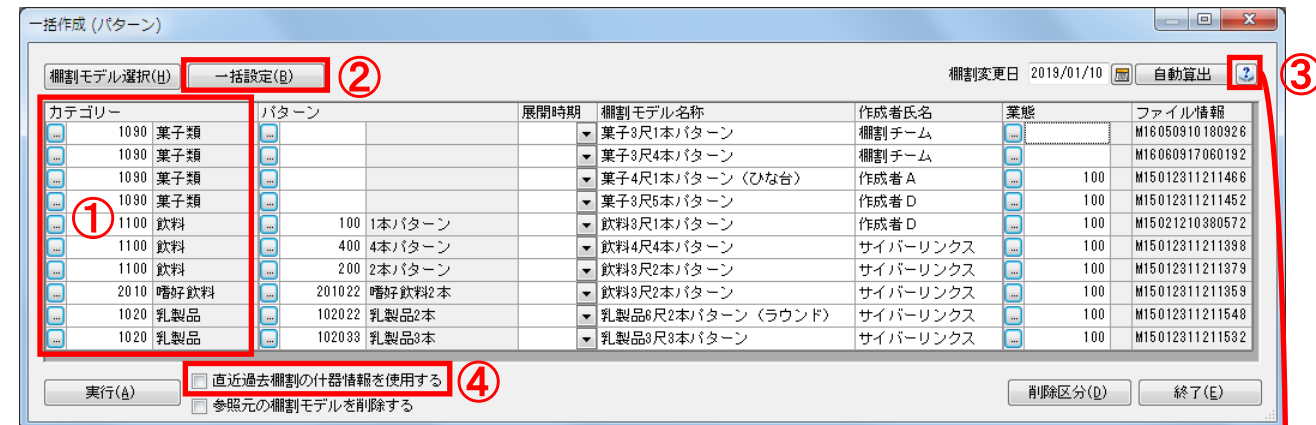 一括作成 (パターン)
棚割モデル選択(H) 一括設定(B) ② 棚割変更日 2019/01/10 自動算出 ? ③
カテゴリー パターン 展開時期 棚割モデル名称 作成者氏名 業態 ファイル情報
... 1090 菓子類 ... 菓子3尺1本パターン 棚割チーム ... M16050910180926
... 1090 菓子類 ... 菓子3尺4本パターン 棚割チーム ... M16060917060192
... 1090 菓子類 ... 菓子4尺1本パターン（ひな台） 作成者A ... 100 M15012311211466
... 1090 菓子類 ... 菓子3尺5本パターン 作成者D ... 100 M15012311211452
① ... 1100 飲料 ... 100 1本パターン 飲料3尺1本パターン 作成者D ... 100 M15021210380572
... 1100 飲料 ... 400 4本パターン 飲料4尺4本パターン サイバーリンクス ... 100 M15012311211398
... 1100 飲料 ... 200 2本パターン 飲料3尺2本パターン サイバーリンクス ... 100 M15012311211379
... 2010 嗜好飲料 ... 201022 嗜好飲料2本 飲料3尺2本パターン サイバーリンクス ... 100 M15012311211359
... 1020 乳製品 ... 102022 乳製品2本 乳製品6尺2本パターン（ラウンド） サイバーリンクス ... 100 M15012311211548
... 1020 乳製品 ... 102033 乳製品3本 乳製品3尺3本パターン サイバーリンクス ... 100 M15012311211532
実行(A) 直近過去棚割の什器情報を使用する ④ 削除区分(D) 終了(E)
参照元の棚割モデルを削除する